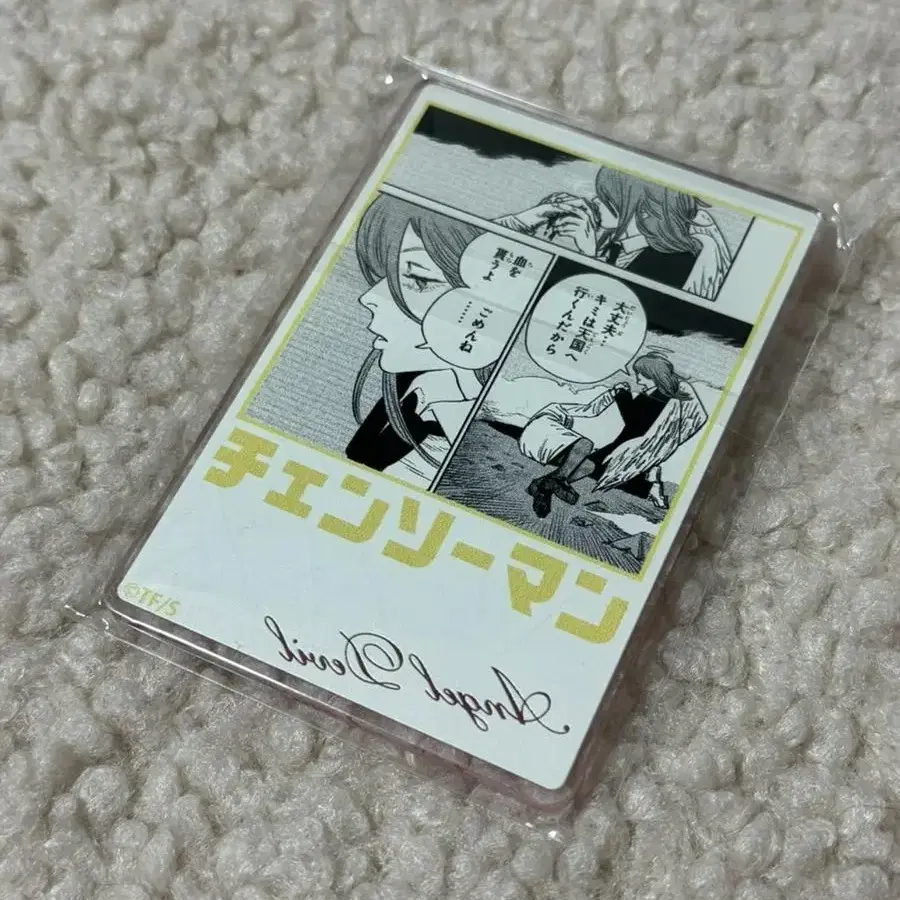 大丈夫…
キミは天国へ
行くんだから
血を
貰うよ
ごめんね
……
チェンソーマン
©TF/S
Angel Devil